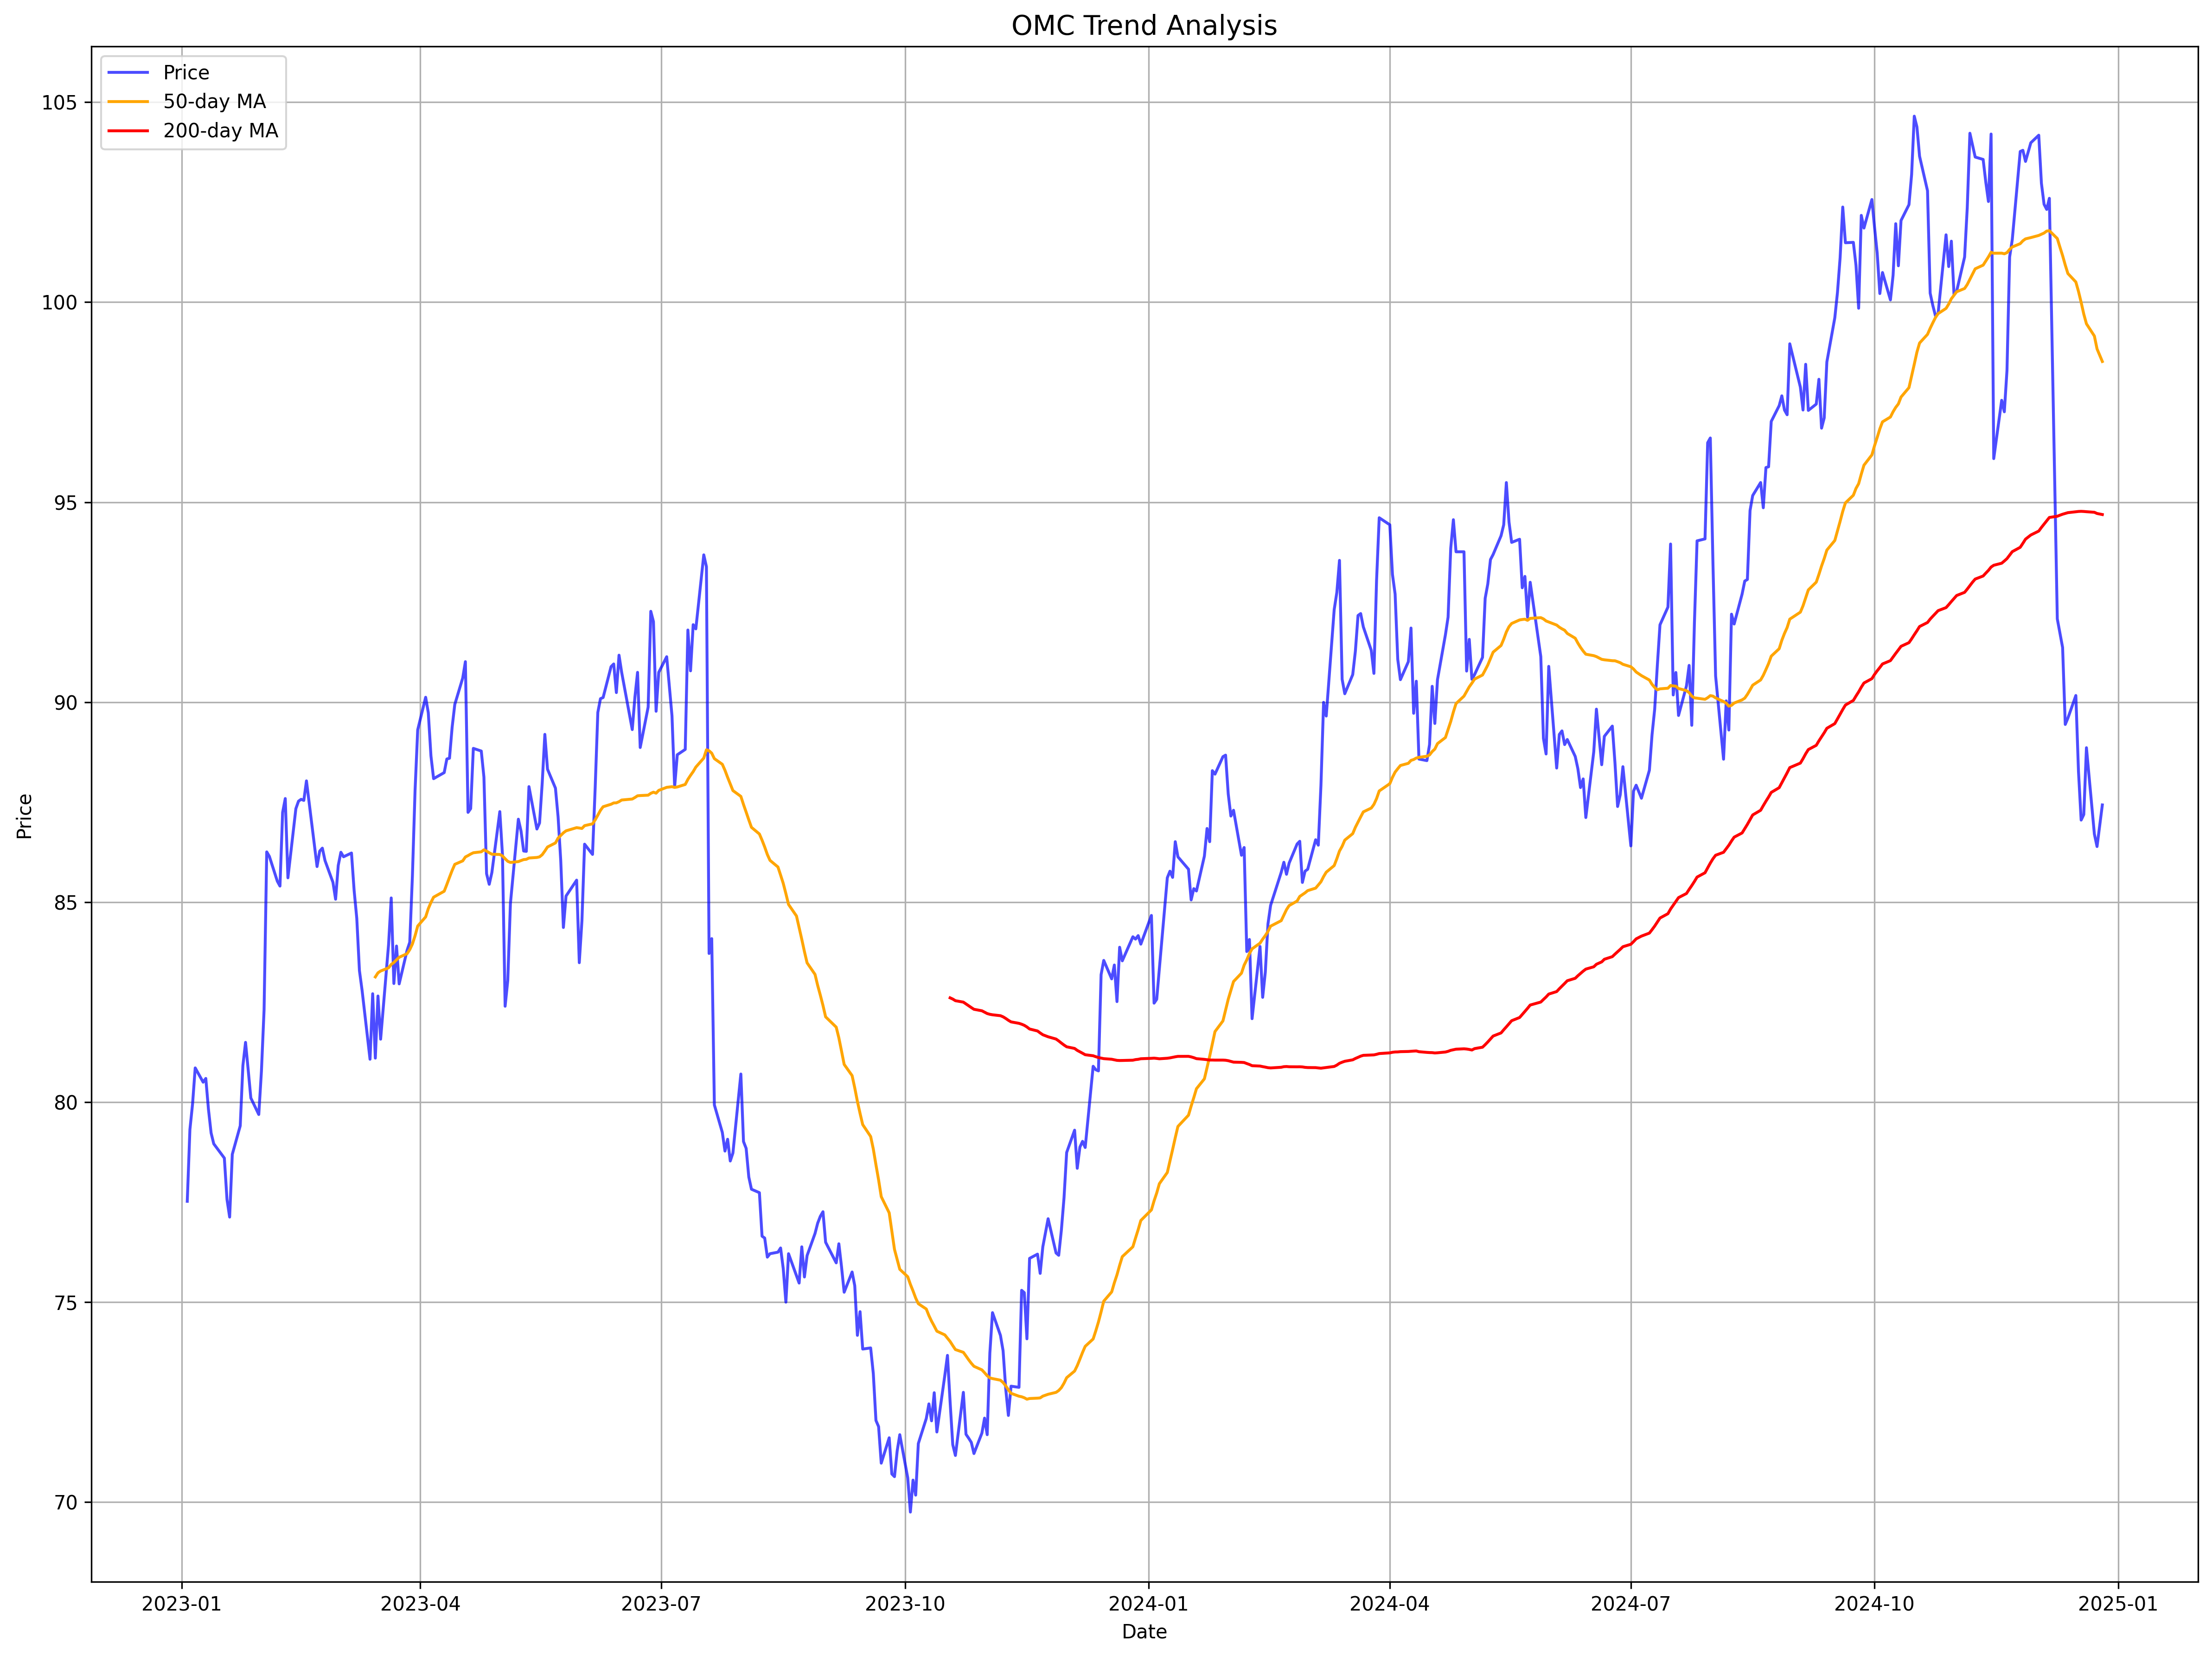 OMC Trend Analysis
Price
50-day MA
200-day MA
105
100
95
90
85
80
75
70
Price
2023-01
2023-04
2023-07
2023-10
2024-01
2024-04
2024-07
2024-10
2025-01
Date